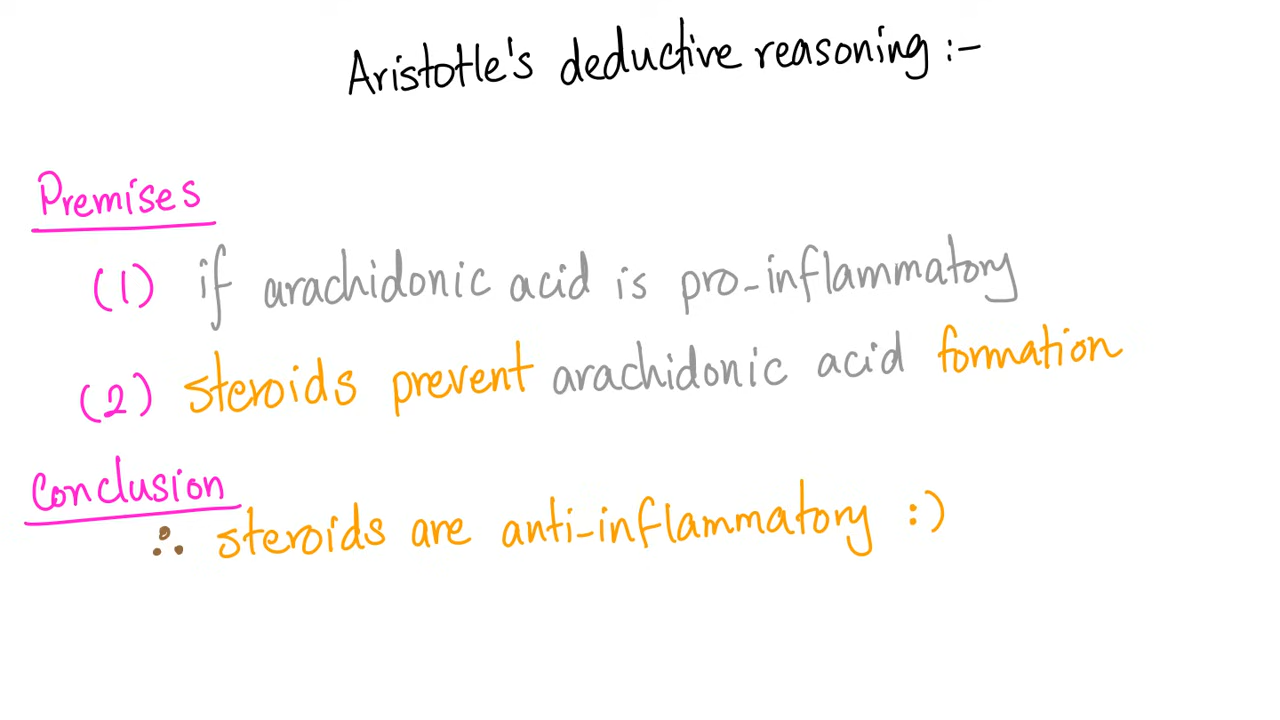 Aristotle's deductive reasoning :-
Premises
(1) if arachidonic acid is pro-inflammatory
(2) steroids prevent arachidonic acid formation
Conclusion
∴ steroids are anti-inflammatory :)